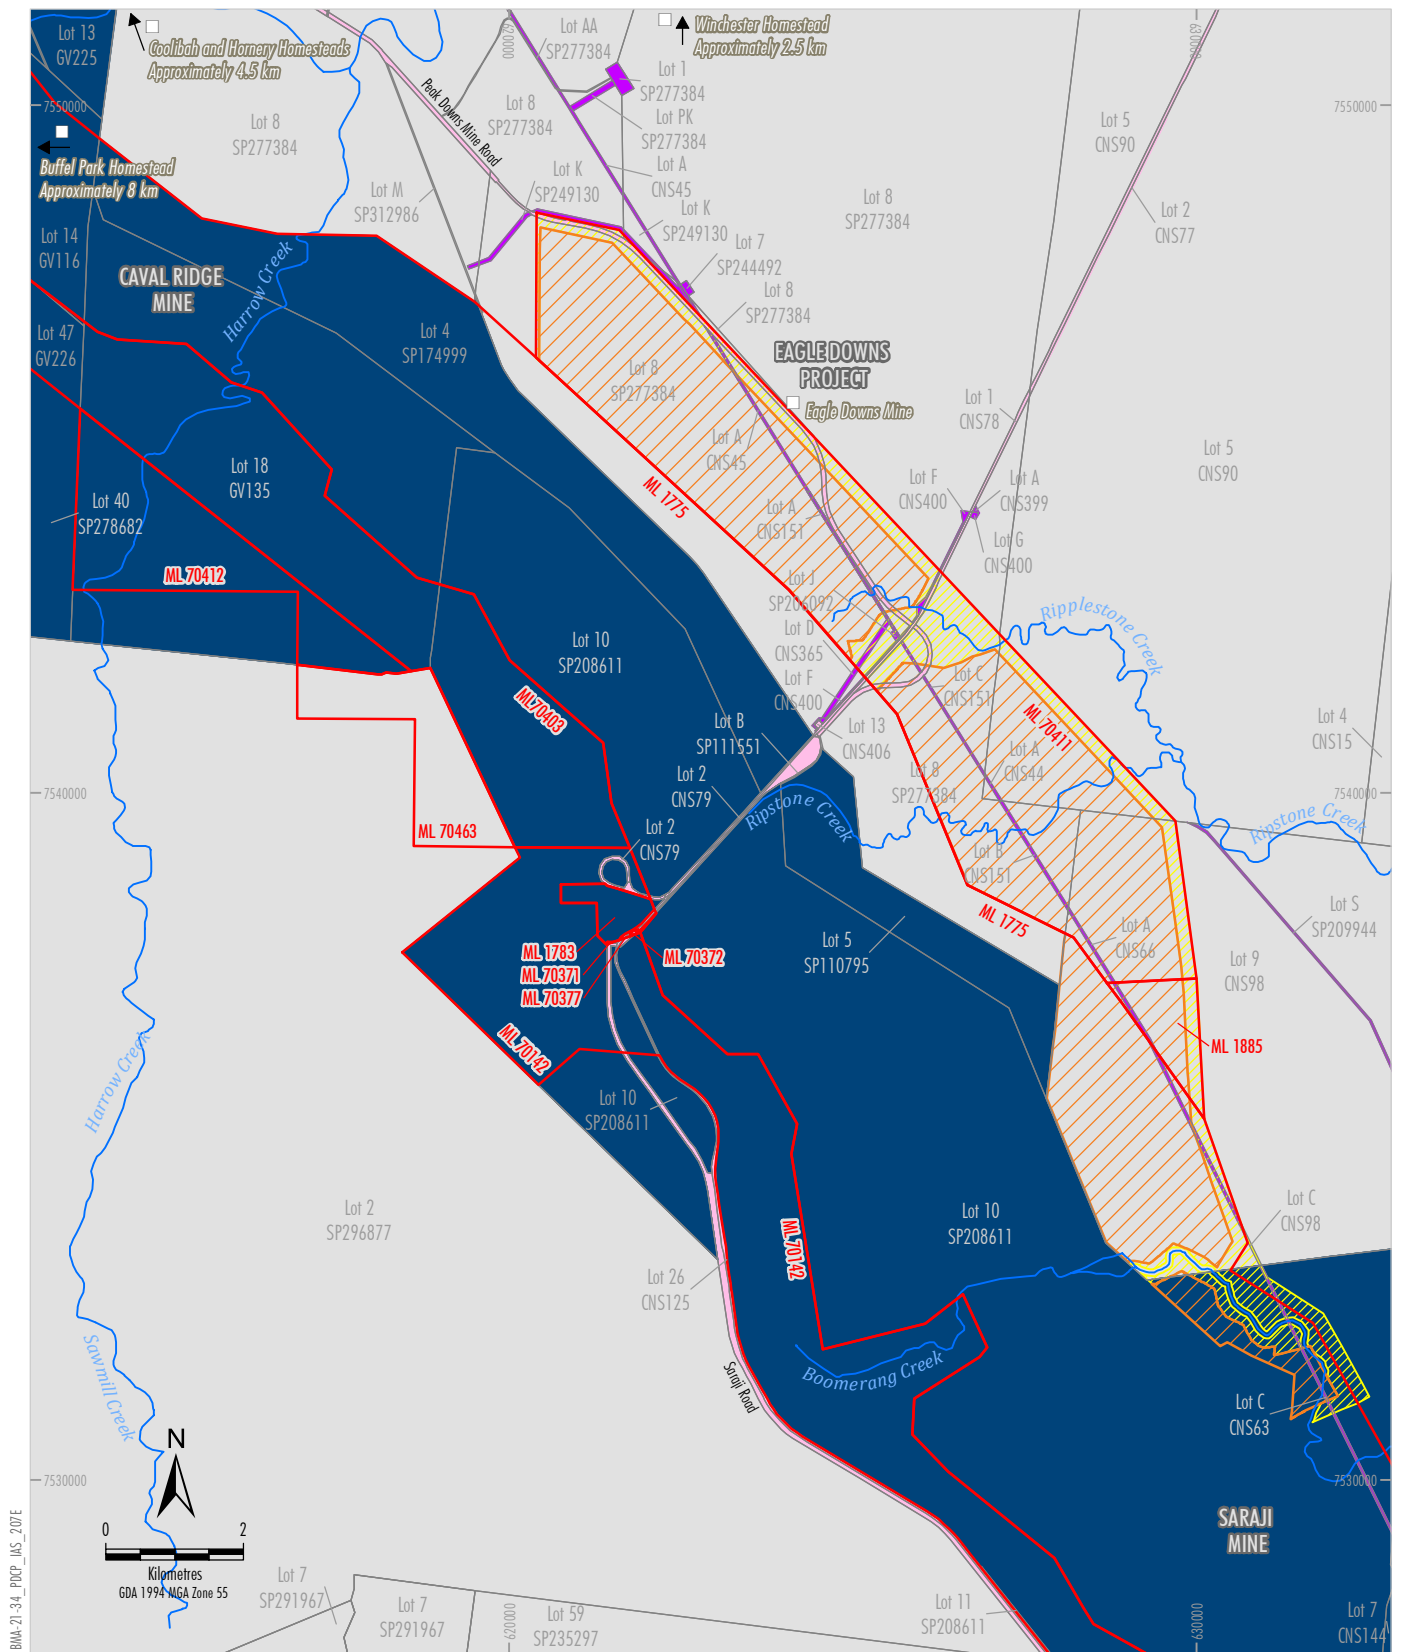 Lot 13
GV225
Coolibah and Hornery Homesteads
Approximately 4.5 km
Lot AA
SP277384
620000
Winchester Homestead
Approximately 2.5 km
630000
Lot 1
SP277384
7550000
7550000
Lot 8
SP277384
Peak Downs Mine Road
Lot 8
SP277384
Lot PK
SP277384
Lot 5
CNS90
Buffel Park Homestead
Approximately 8 km
Lot M
SP312986
Lot K
SP249130
Lot A
CNS45
Lot K
SP249130
Lot 8
SP277384
Lot 2
CNS77
Lot 14
GV116
CAVAL RIDGE
MINE
Harrow Creek
Lot 7
SP244492
Lot 8
SP277384
Lot 47
GV226
Lot 4
SP174999
Lot 8
SP277384
EAGLE DOWNS
PROJECT
Eagle Downs Mine
Lot 1
CNS78
Lot A
CNS45
Lot 5
CNS90
Lot 18
GV135
Lot 40
SP278682
ML 1775
Lot A
CNS151
Lot F
CNS400
Lot A
CNS399
Lot G
CNS400
ML 70412
Lot J
SP206092
Ripplestone Creek
Lot 10
SP208611
Lot D
CNS365
Lot F
CNS400
Lot C
CNS151
ML 70403
Lot B
SP111551
Lot 13
CNS406
ML 70411
Lot 4
CNS15
Lot A
CNS44
Lot 2
CNS79
Lot 8
SP277384
7540000
7540000
Ripstone Creek
Ripstone Creek
ML 70463
Lot 2
CNS79
Lot B
CNS151
ML 1775
Lot A
CNS66
Lot S
SP209944
ML 1783
ML 70371
ML 70377
ML 70372
Lot 5
SP110795
Lot 9
CNS98
ML 70142
ML 1885
Harrow Creek
Lot 10
SP208611
Lot 2
SP296877
ML 70142
Lot 10
SP208611
Lot C
CNS98
Lot 26
CNS125
Sawmill Creek
Saraji Road
Boomerang Creek
Lot C
CNS63
N
7530000
7530000
SARAJI
MINE
0 2
Kilometres
GDA 1994 MGA Zone 55
BMA-21-34_PDCP_IAS_207E
Lot 7
SP291967
Lot 7
SP291967
620000
Lot 59
SP235297
Lot 11
SP208611
630000
Lot 7
CNS144